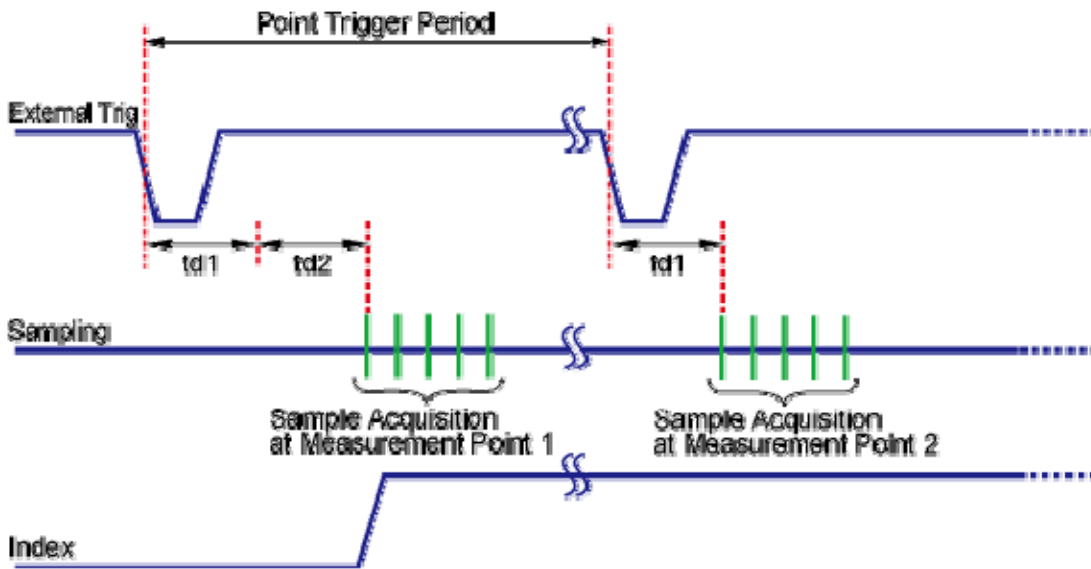 Point Trigger Period
External Trig
td1
td2
td1
Sampling
Sample Acquisition
at Measurement Point 1
Sample Acquisition
at Measurement Point 2
Index